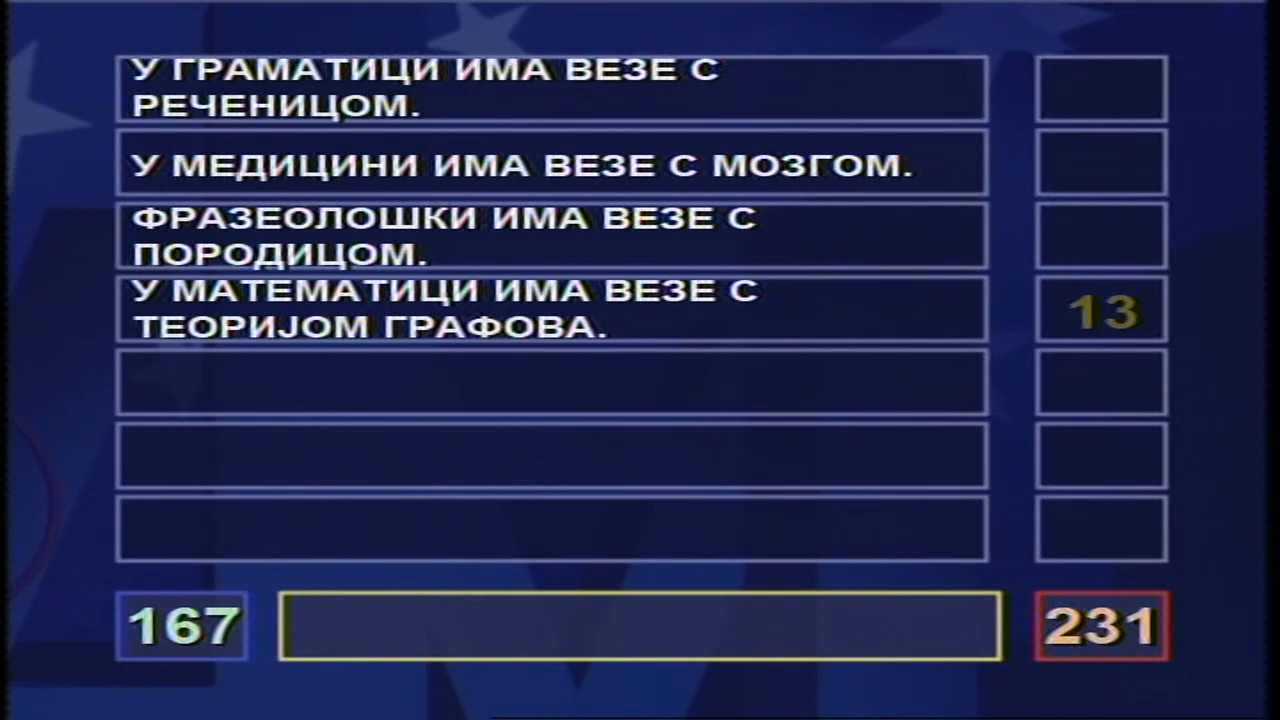 У ГРАМАТИЦИ ИМА ВЕЗЕ С
РЕЧЕНИЦОМ.
У МЕДИЦИНИ ИМА ВЕЗЕ С МОЗГОМ.
ФРАЗЕОЛОШКИ ИМА ВЕЗЕ С
ПОРОДИЦОМ.
У МАТЕМАТИЦИ ИМА ВЕЗЕ С
ТЕОРИЈОМ ГРАФОВА.
13
167
231